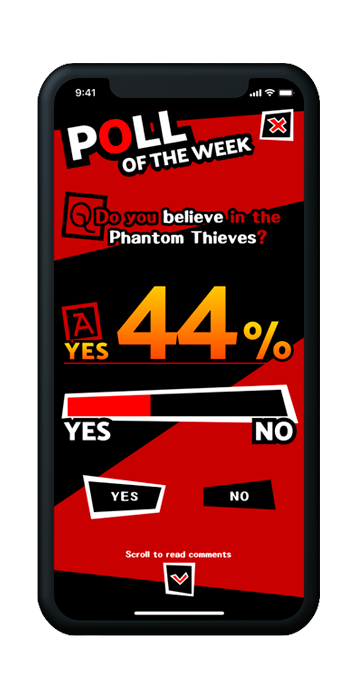 9:41
POLL
OF THE WEEK
Q Do you believe in the
Phantom Thieves?
A
YES 44%
YES NO
YES NO
Scroll to read comments